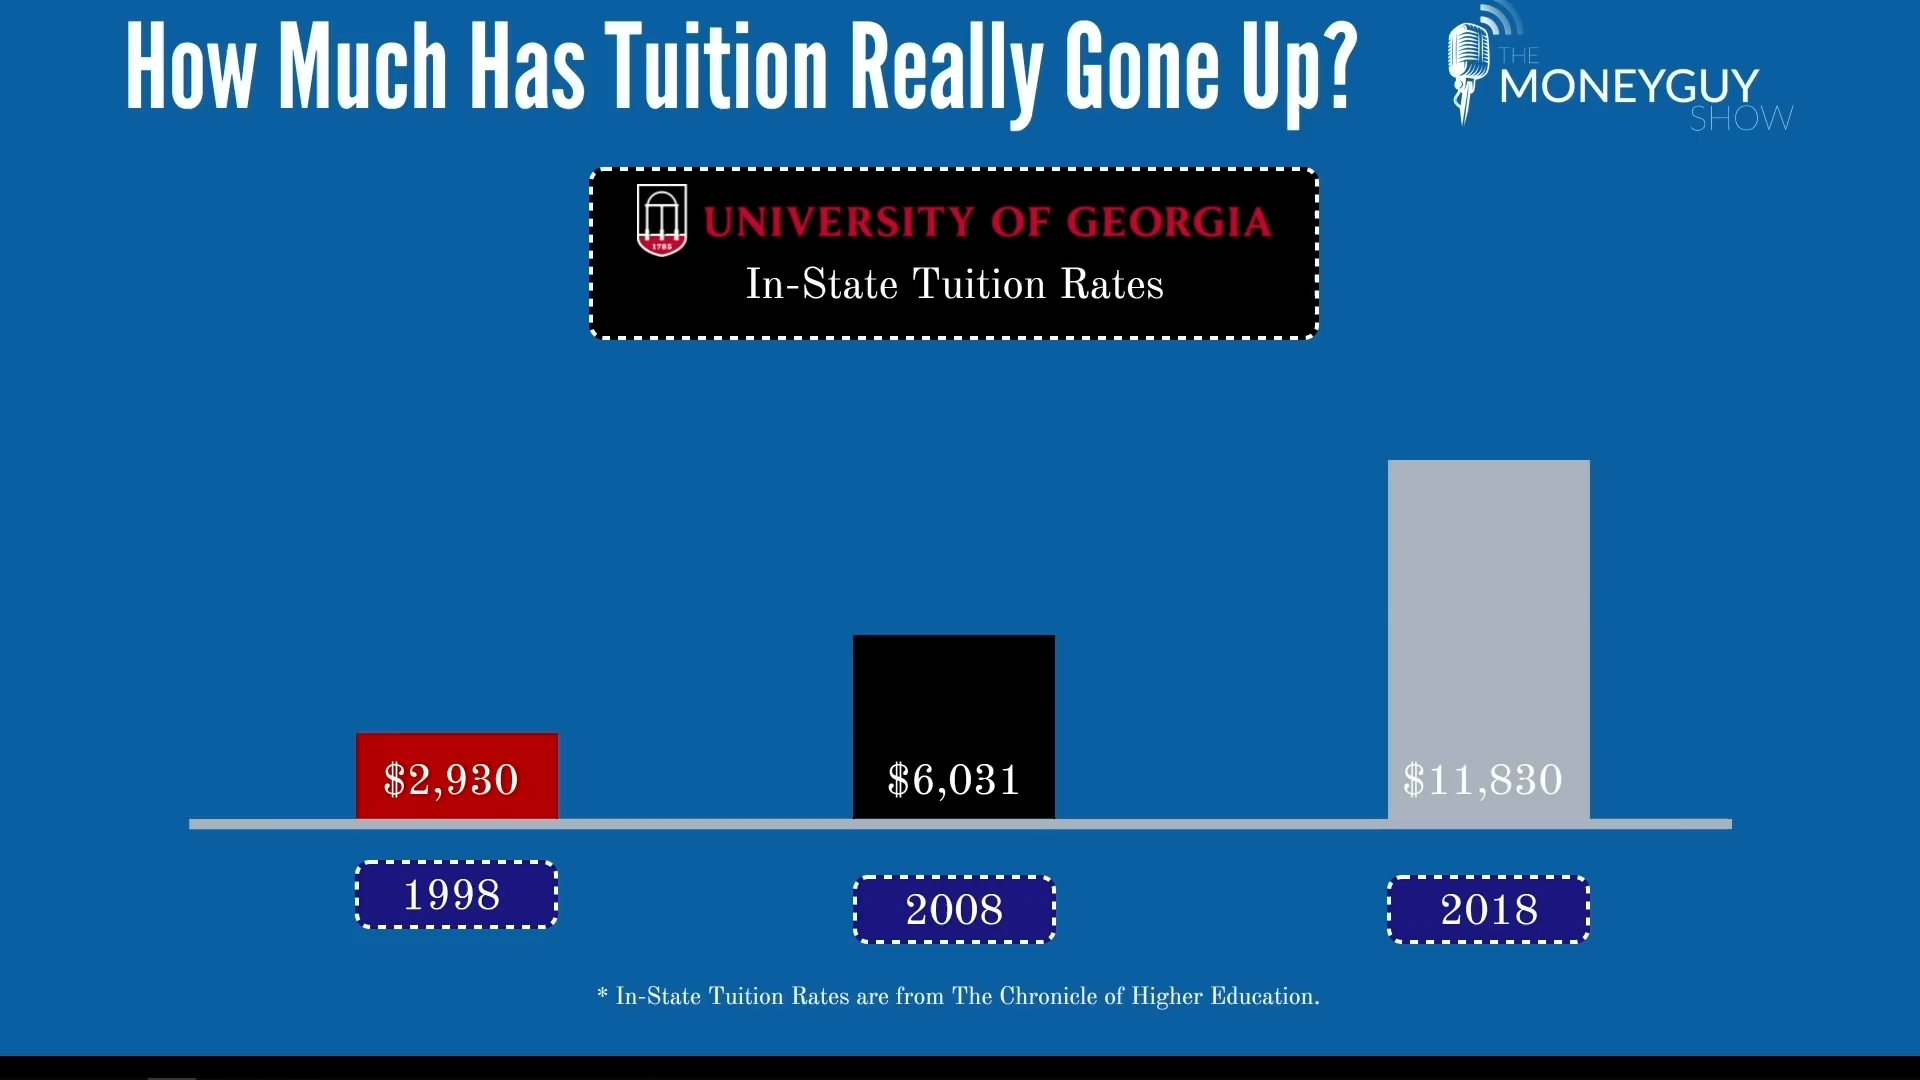 How Much Has Tuition Really Gone Up?
THE
MONEYGUY
SHOW
UNIVERSITY OF GEORGIA
1785
In-State Tuition Rates
$2,930
$6,031
$11,830
1998
2008
2018
* In-State Tuition Rates are from The Chronicle of Higher Education.